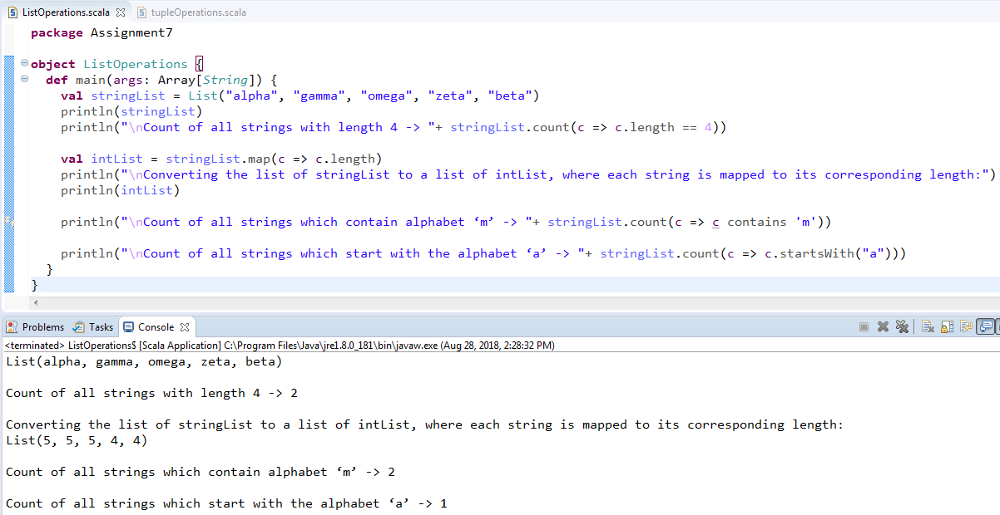 ListOperations.scala tupleOperations.scala
package Assignment7
object ListOperations {
def main(args: Array[String]) {
val stringList = List("alpha", "gamma", "omega", "zeta", "beta")
println(stringList)
println("\nCount of all strings with length 4 -> "+ stringList.count(c => c.length == 4))
val intList = stringList.map(c => c.length)
println("\nConverting the list of stringList to a list of intList, where each string is mapped to its corresponding length:")
println(intList)
println("\nCount of all strings which contain alphabet ‘m’ -> "+ stringList.count(c => c contains 'm'))
println("\nCount of all strings which start with the alphabet ‘a’ -> "+ stringList.count(c => c.startsWith("a")))
}
}
Problems Tasks Console
<terminated> ListOperations$ [Scala Application] C:\Program Files\Java\jre1.8.0_181\bin\javaw.exe (Aug 28, 2018, 2:28:32 PM)
List(alpha, gamma, omega, zeta, beta)
Count of all strings with length 4 -> 2
Converting the list of stringList to a list of intList, where each string is mapped to its corresponding length:
List(5, 5, 5, 4, 4)
Count of all strings which contain alphabet ‘m’ -> 2
Count of all strings which start with the alphabet ‘a’ -> 1